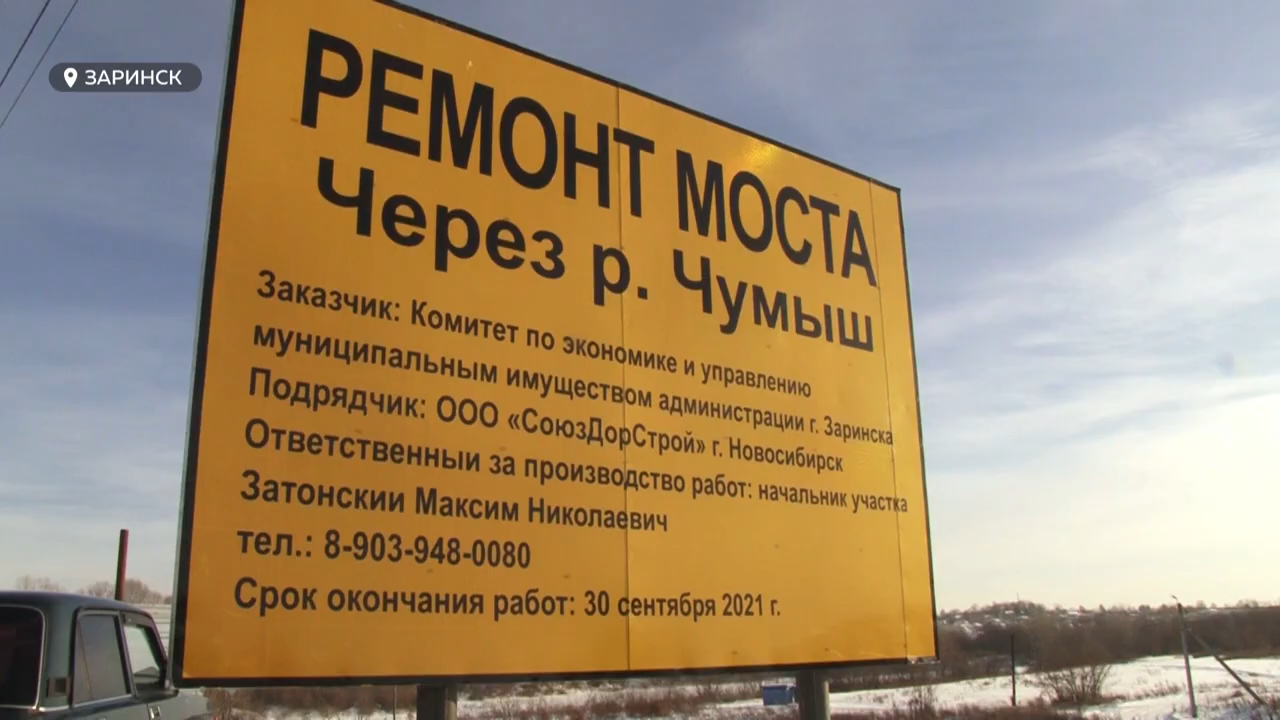 ЗАРИНСК
РЕМОНТ МОСТА
Через р. Чумыш
Заказчик: Комитет по экономике и управлению
муниципальным имуществом администрации г. Заринска
Подрядчик: ООО «СоюзДорСтрой» г. Новосибирск
Ответственныи за производство работ: начальник участка
Затонскии Максим Николаевич
тел.: 8-903-948-0080
Срок окончания работ: 30 сентября 2021 г.